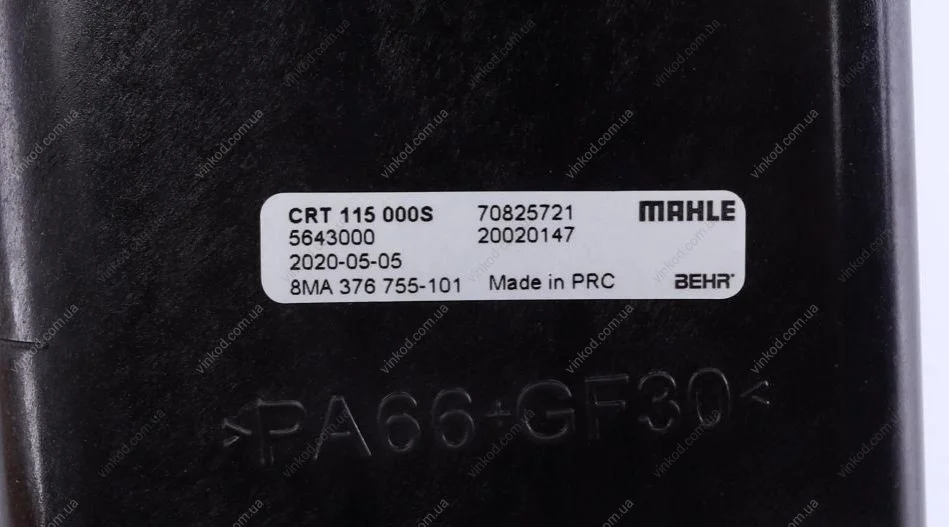 CRT 115 000S 70825721 MAHLE
5643000 20020147
2020-05-05
8MA 376 755-101 Made in PRC BEHR®
>PA66+GF30<
vinkod.com.ua